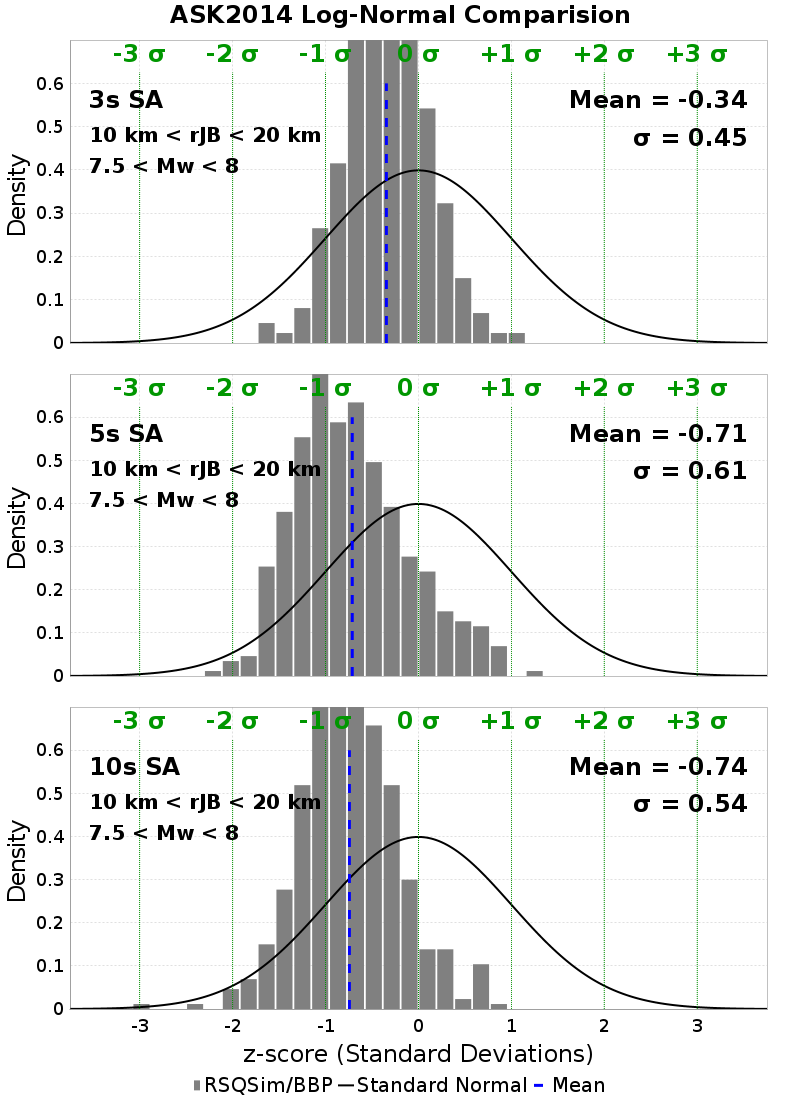 ASK2014 Log-Normal Comparision
-3 σ -2 σ -1 σ 0 σ +1 σ +2 σ +3 σ
3s SA
10 km < rJB < 20 km
7.5 < Mw < 8
Mean = -0.34
σ = 0.45
Density
0.6
0.5
0.4
0.3
0.2
0.1
0
-3 σ -2 σ -1 σ 0 σ +1 σ +2 σ +3 σ
5s SA
10 km < rJB < 20 km
7.5 < Mw < 8
Mean = -0.71
σ = 0.61
Density
0.6
0.5
0.4
0.3
0.2
0.1
0
-3 σ -2 σ -1 σ 0 σ +1 σ +2 σ +3 σ
10s SA
10 km < rJB < 20 km
7.5 < Mw < 8
Mean = -0.74
σ = 0.54
Density
0.6
0.5
0.4
0.3
0.2
0.1
0
-3 -2 -1 0 1 2 3
z-score (Standard Deviations)
RSQSim/BBP Standard Normal Mean